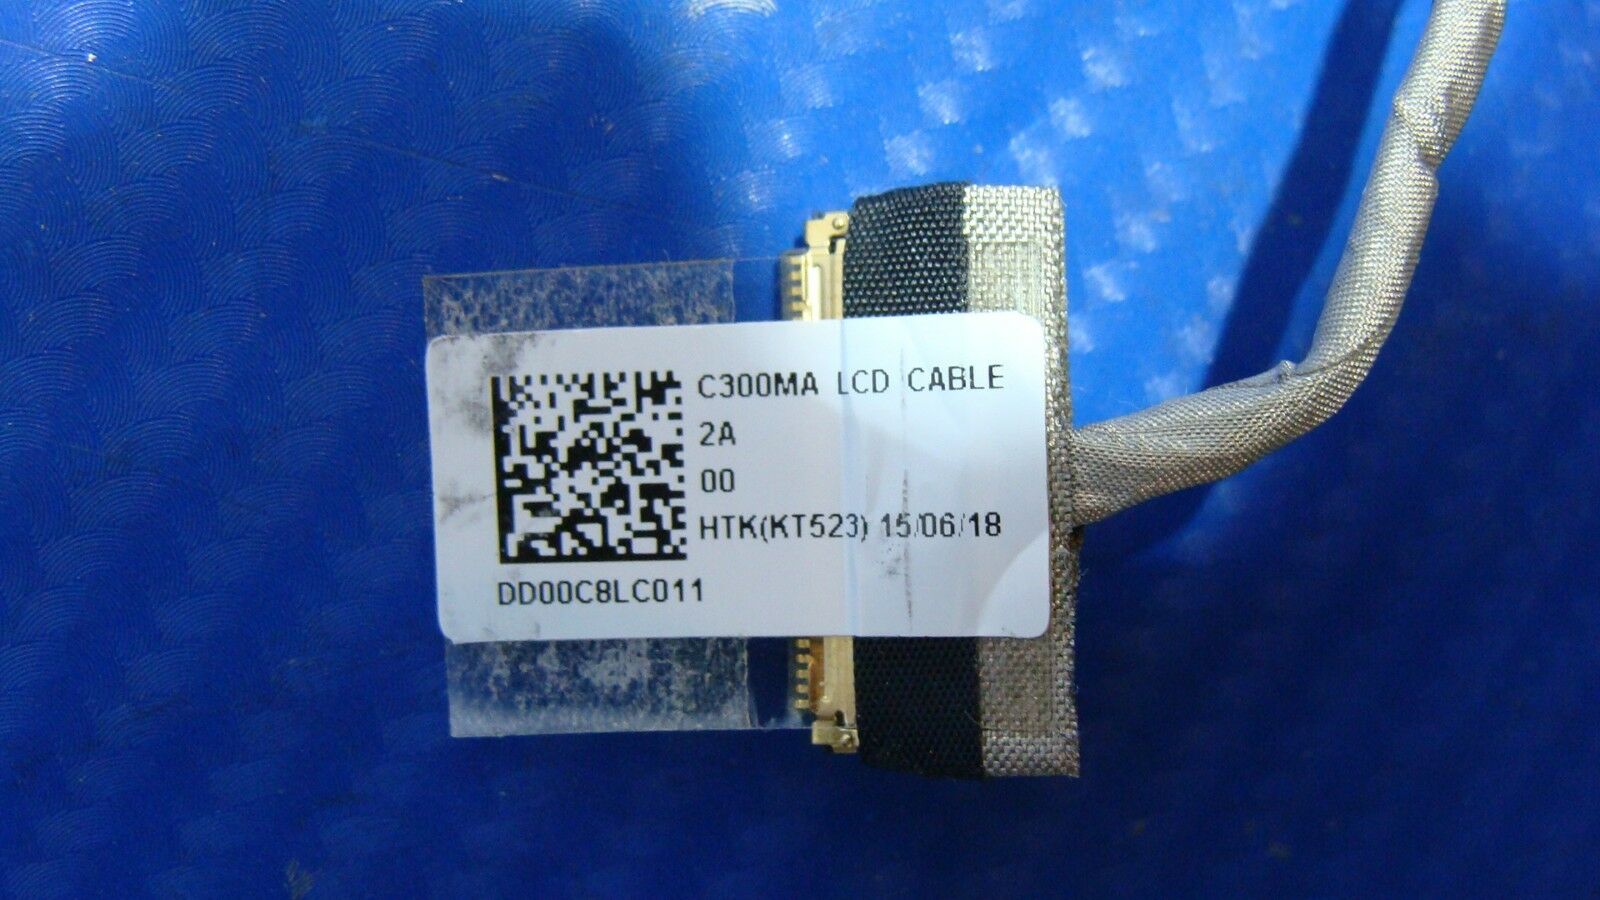 C300MA LCD CABLE
2A
00
HTK(KT523) 15/06/18
DD00C8LC011